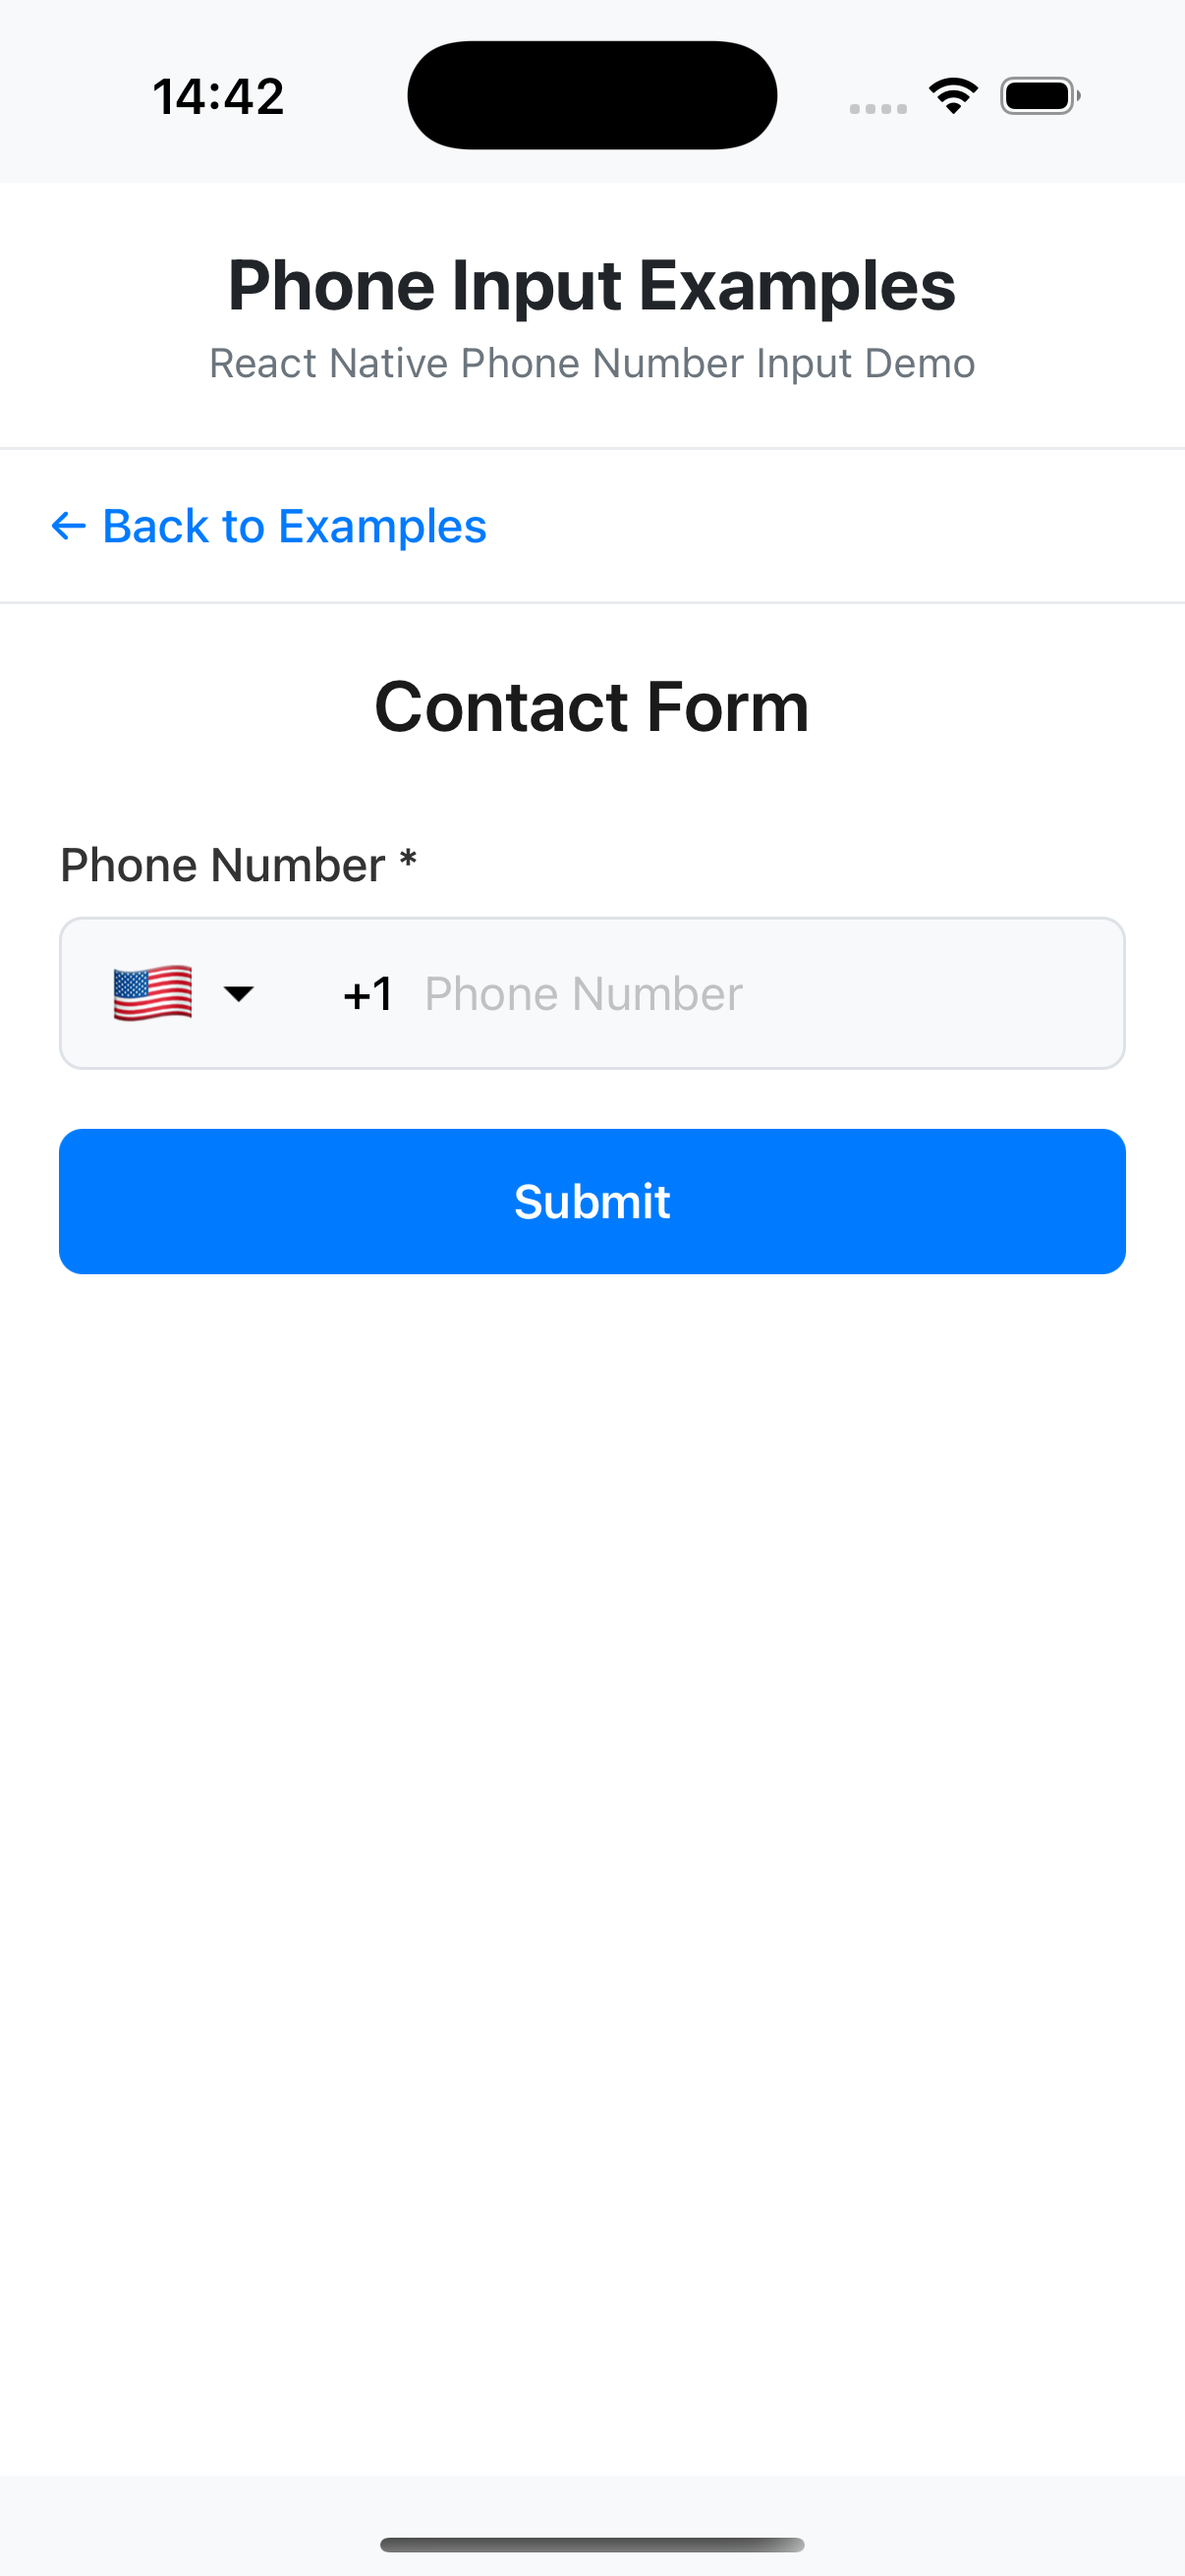 14:42
Phone Input Examples
React Native Phone Number Input Demo
← Back to Examples
Contact Form
Phone Number *
+1 Phone Number
Submit